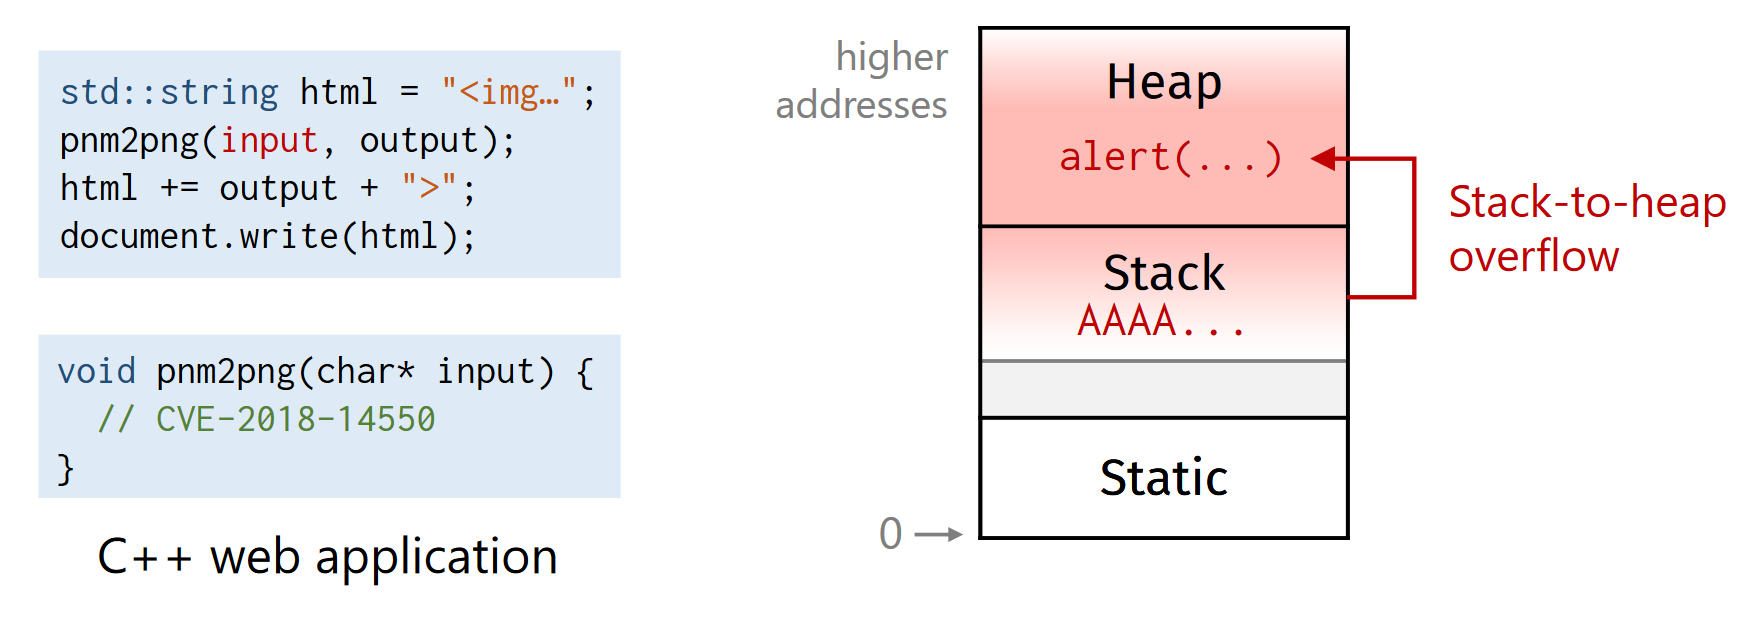 std::string html = "<img…";
pnm2png(input, output);
html += output + ">";
document.write(html);
void pnm2png(char* input) {
  // CVE-2018-14550
}
C++ web application
higher
addresses
Heap
alert(...)
Stack
AAAA...
Static
0
Stack-to-heap
overflow